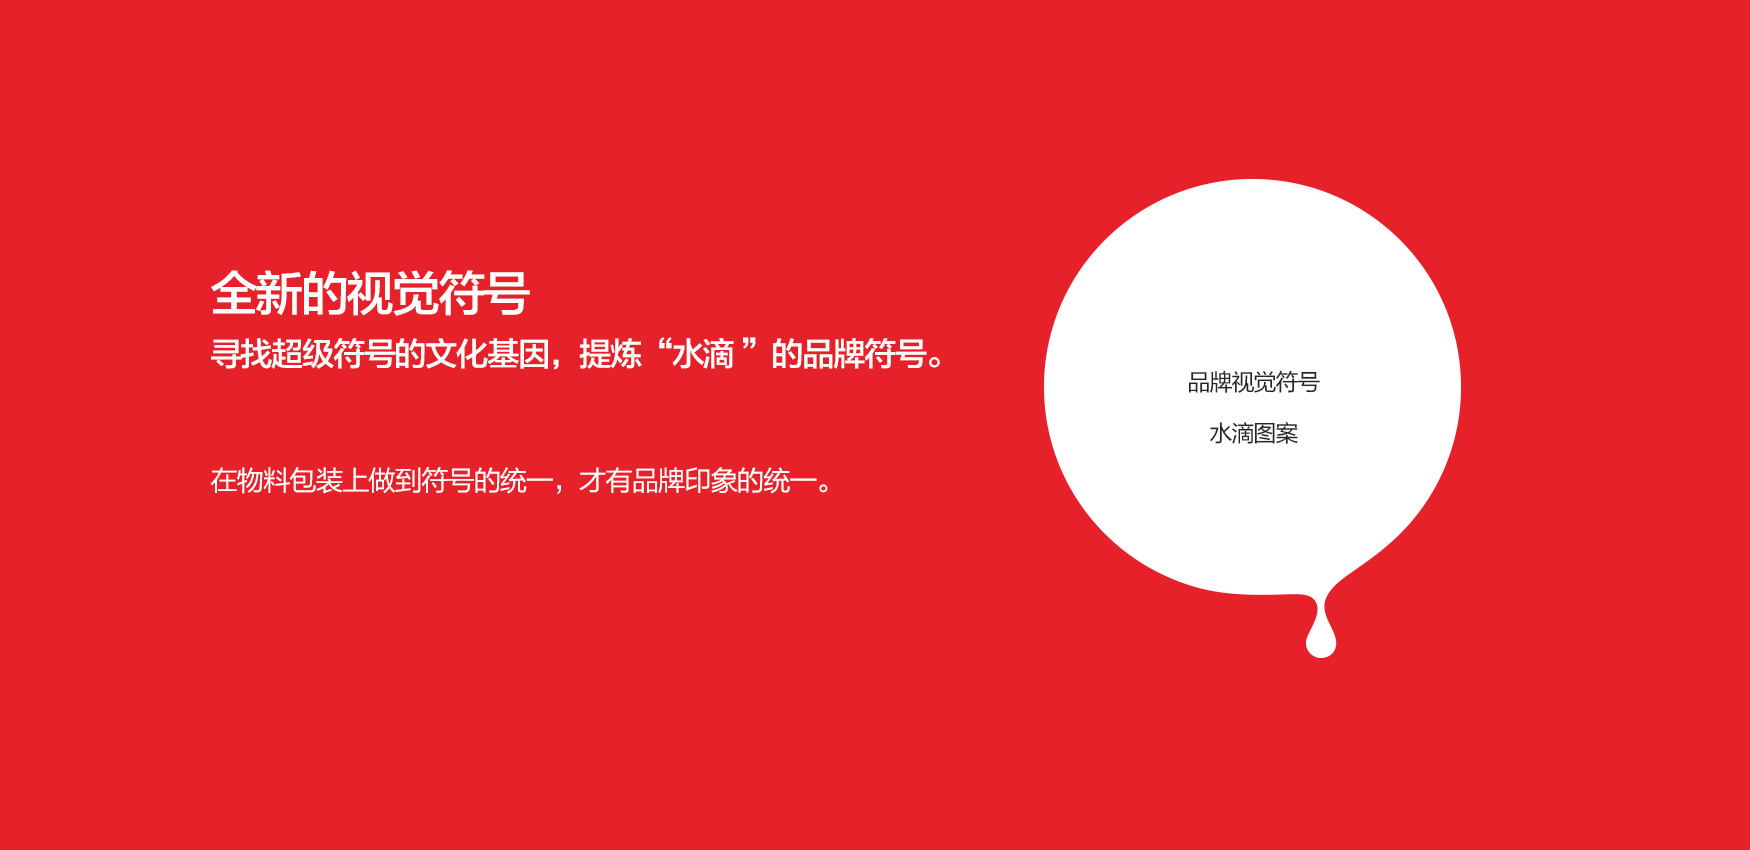 全新的视觉符号
寻找超级符号的文化基因，提炼“水滴 ”的品牌符号。
在物料包装上做到符号的统一，才有品牌印象的统一。
品牌视觉符号
水滴图案